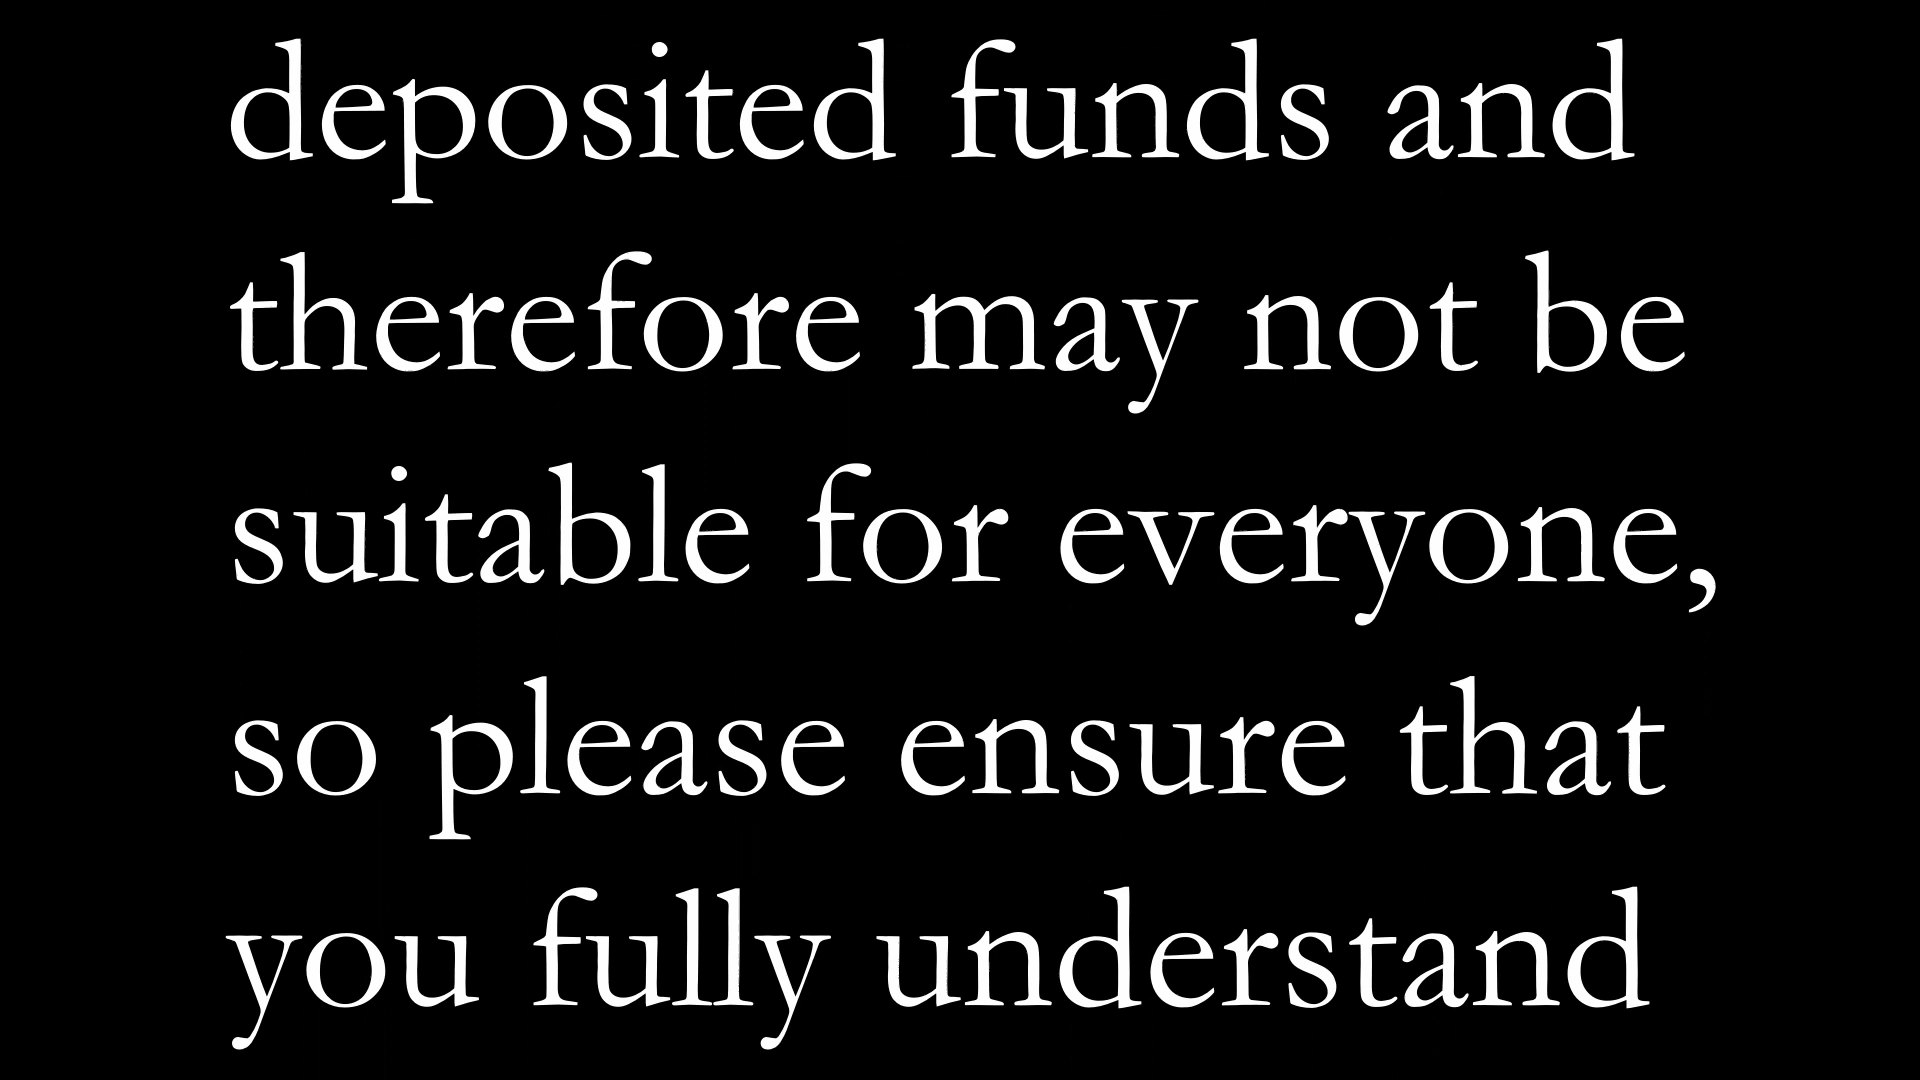 deposited funds and
therefore may not be
suitable for everyone,
so please ensure that
you fully understand